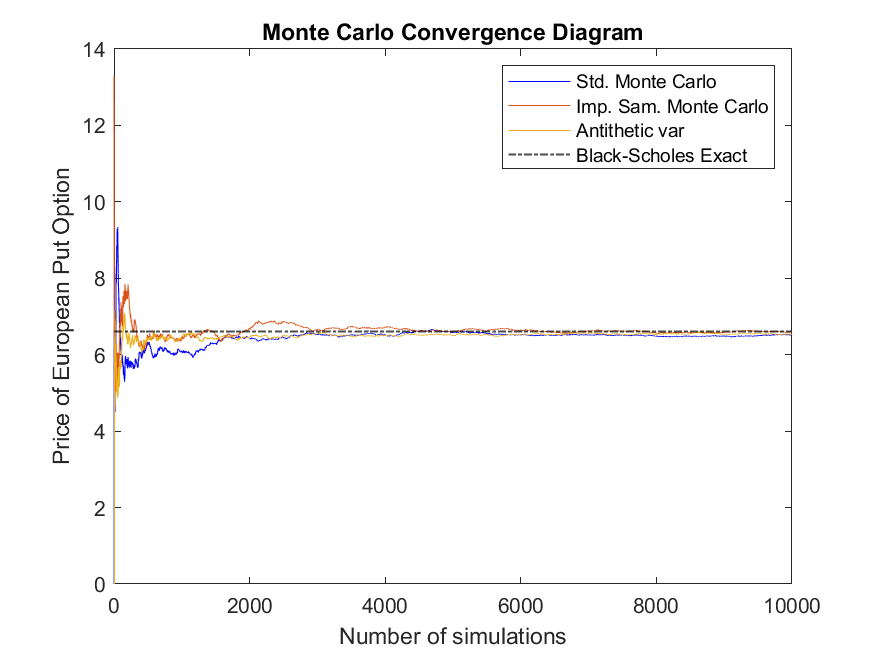 Monte Carlo Convergence Diagram
14
12
10
8
6
4
2
0
Price of European Put Option
Std. Monte Carlo
Imp. Sam. Monte Carlo
Antithetic var
Black-Scholes Exact
0 2000 4000 6000 8000 10000
Number of simulations